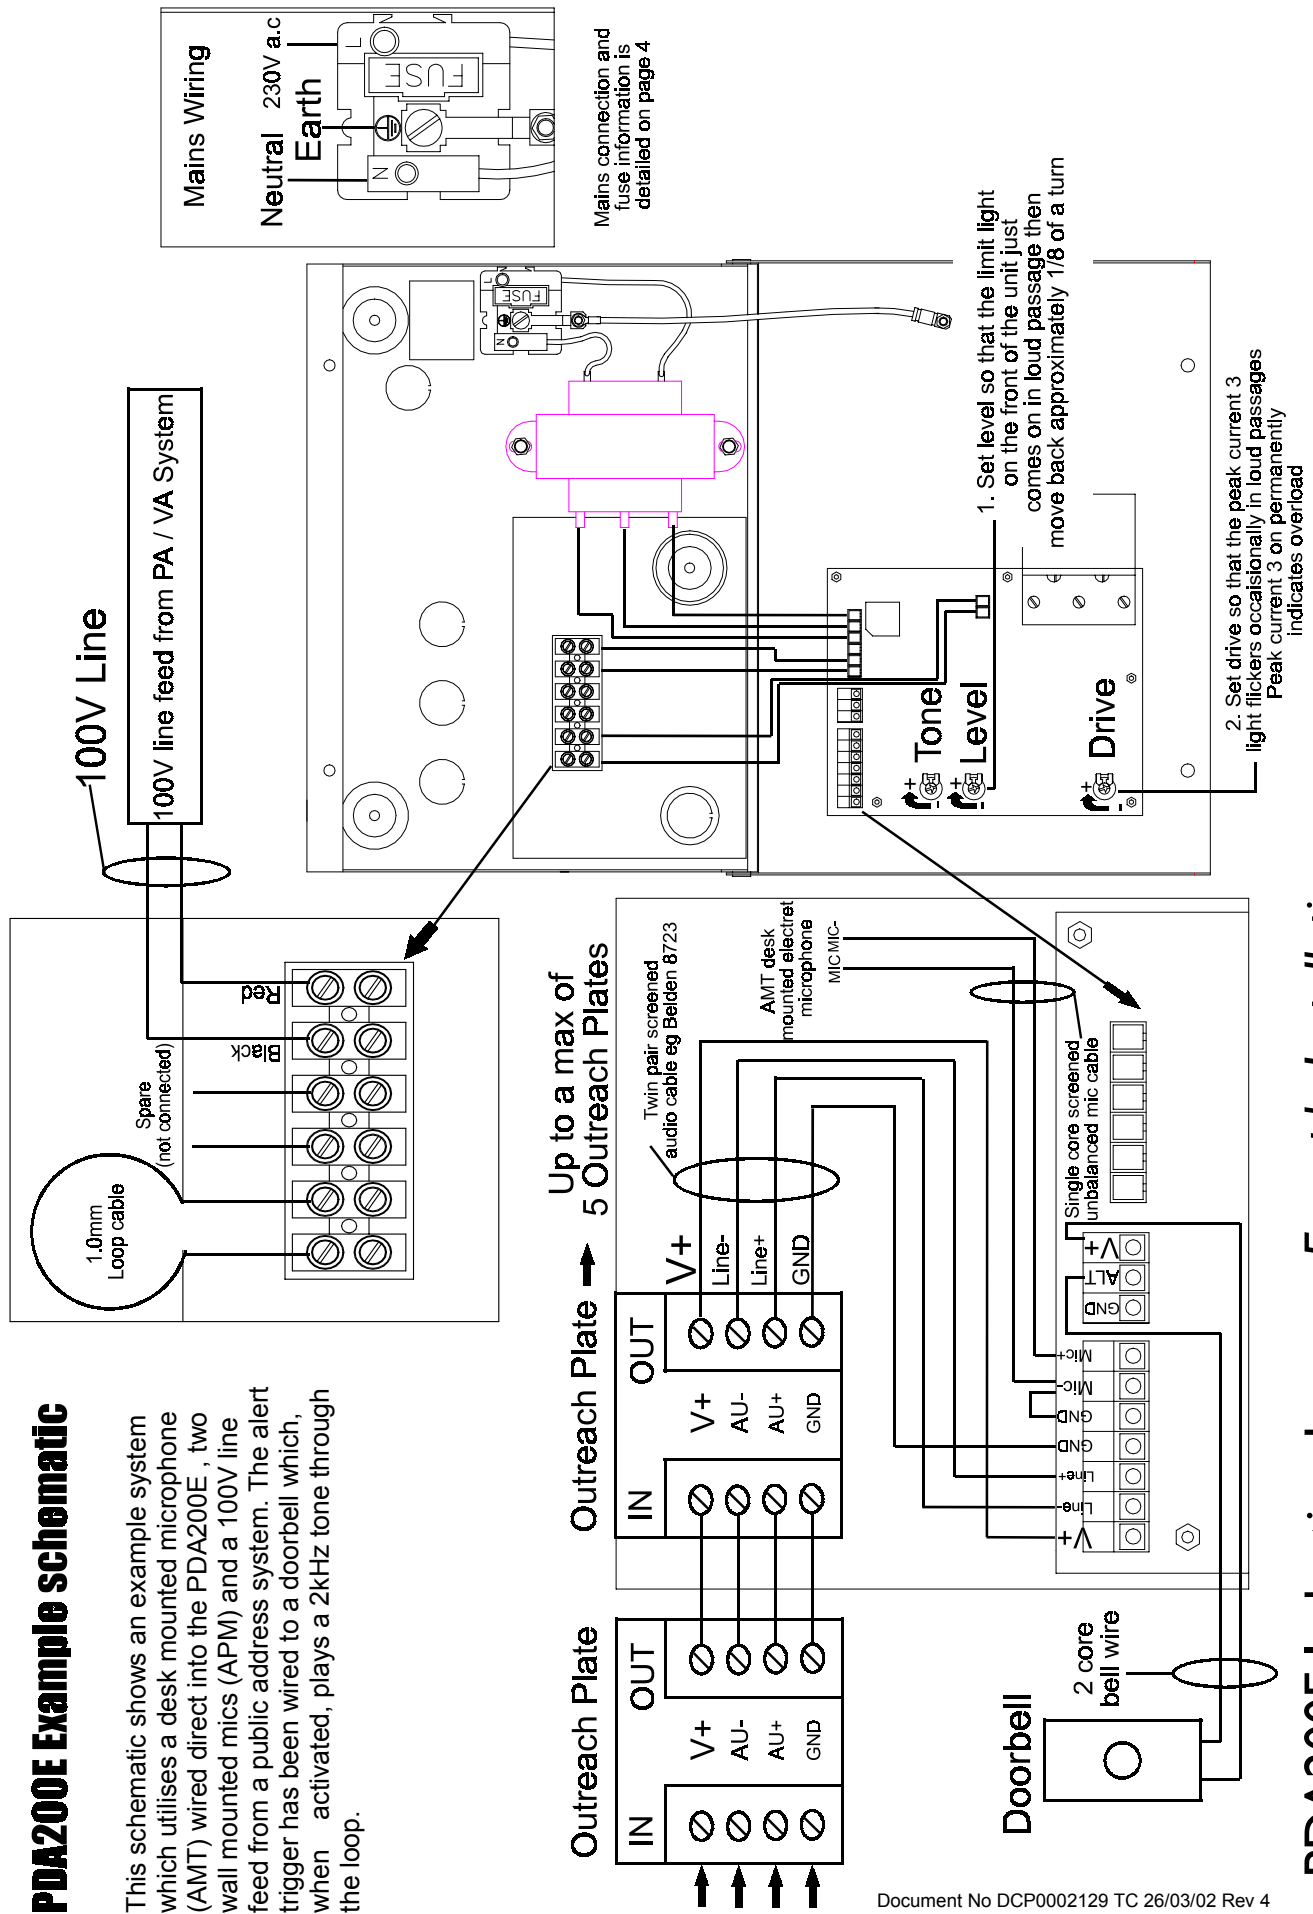 PDA200E Example schematic
This schematic shows an example system
which utilises a desk mounted microphone
(AMT) wired direct into the PDA200E , two
wall mounted mics (APM) and a 100V line
feed from a public address system. The alert
trigger has been wired to a doorbell which,
when activated, plays a 2kHz tone through
the loop.
1.0mm
Loop cable
Spare
(not connected)
Black
Red
100V Line
100V line feed from PA / VA System
Mains Wiring
Neutral
Earth
230V a.c
N
L
FUSE
Mains connection and
fuse information is
detailed on page 4
N
L
FUSE
Tone
Level
Drive
+
-
+
-
+
-
1. Set level so that the limit light
on the front of the unit just
comes on in loud passage then
move back approximately 1/8 of a turn
2. Set drive so that the peak current 3
light flickers occaisionally in loud passages
Peak current 3 on permanently
indicates overload
Outreach Plate
IN
OUT
V+
AU-
AU+
GND
Outreach Plate
IN
OUT
V+
AU-
AU+
GND
Up to a max of
5 Outreach Plates
V+
Line-
Line+
GND
Twin pair screened
audio cable eg Belden 8723
AMT desk
mounted electret
microphone
MIC
MIC-
Single core screened
unbalanced mic cable
V+
Line-
Line+
GND
GND
Mic-
Mic+
GND
ALT
V+
Doorbell
2 core
bell wire
Document No DCP0002129 TC 26/03/02 Rev 4